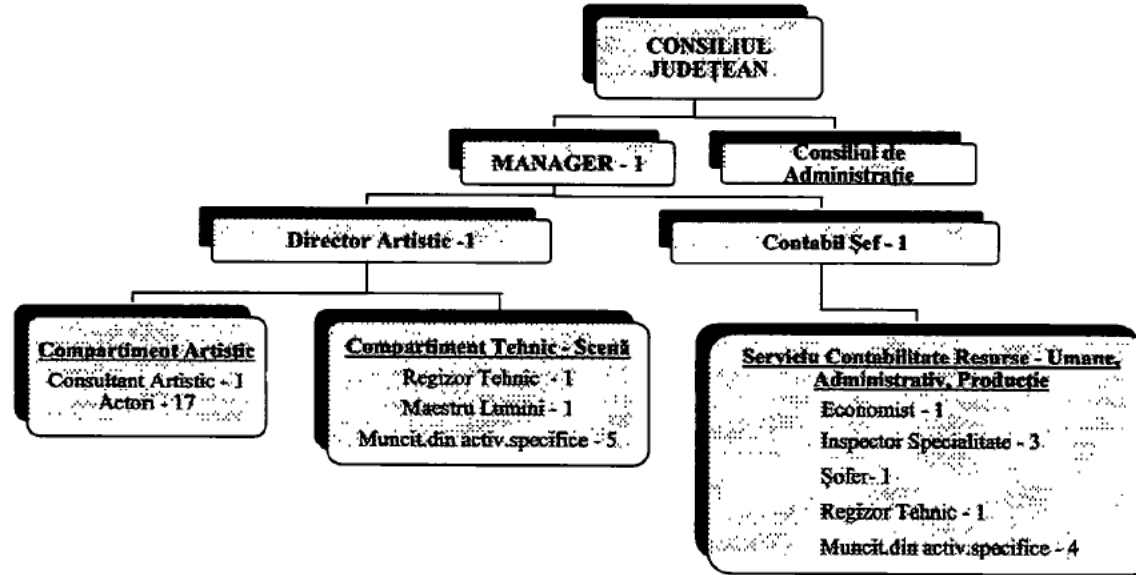 CONSILIUL
JUDEȚEAN
MANAGER - 1
Consiliul de
Administrație
Director Artistic -1
Contabil Șef - 1
Compartiment Artistic
Consultant Artistic - 1
Actori - 17
Compartiment Tehnic - Scenă
Regizor Tehnic - 1
Maestru Lumini - 1
Muncit.din activ.specifice - 5
Serviciu Contabilitate Resurse - Umane,
Administrativ, Producție
Economist - 1
Inspector Specialitate - 3
Șofer- 1
Regizor Tehnic - 1
Muncit.din activ.specifice - 4